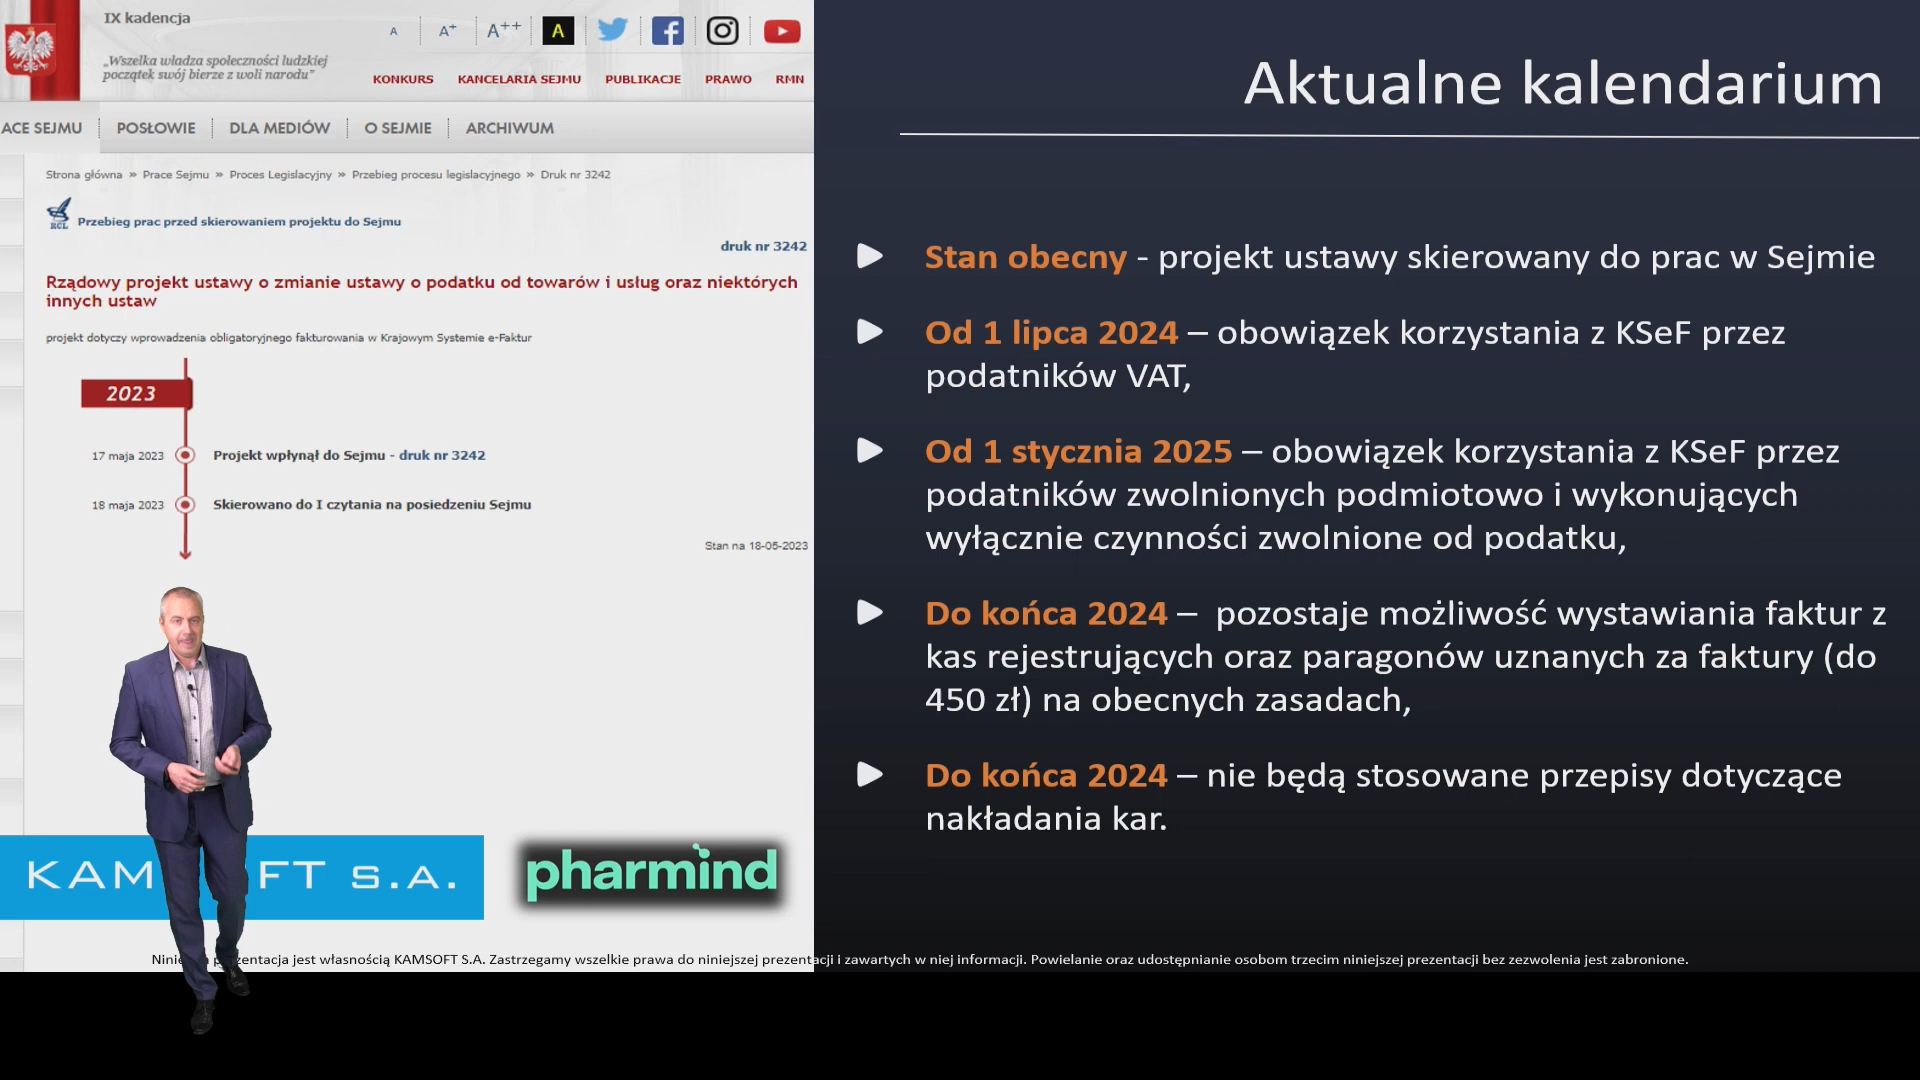 IX kadencja
„Wszelka władza społeczności ludzkiej
początek swój bierze z woli narodu”
A A+ A++ A
KONKURS KANCELARIA SEJMU PUBLIKACJE PRAWO RMN
ACE SEJMU POSŁOWIE DLA MEDIÓW O SEJMIE ARCHIWUM
Strona główna » Prace Sejmu » Proces Legislacyjny » Przebieg procesu legislacyjnego » Druk nr 3242
RCL Przebieg prac przed skierowaniem projektu do Sejmu
druk nr 3242
Rządowy projekt ustawy o zmianie ustawy o podatku od towarów i usług oraz niektórych
innych ustaw
projekt dotyczy wprowadzenia obligatoryjnego fakturowania w Krajowym Systemie e-Faktur
2023
17 maja 2023 Projekt wpłynął do Sejmu - druk nr 3242
18 maja 2023 Skierowano do I czytania na posiedzeniu Sejmu
Stan na 18-05-2023
KAM FT S.A.
pharmind
Aktualne kalendarium
Stan obecny - projekt ustawy skierowany do prac w Sejmie
Od 1 lipca 2024 – obowiązek korzystania z KSeF przez
podatników VAT,
Od 1 stycznia 2025 – obowiązek korzystania z KSeF przez
podatników zwolnionych podmiotowo i wykonujących
wyłącznie czynności zwolnione od podatku,
Do końca 2024 – pozostaje możliwość wystawiania faktur z
kas rejestrujących oraz paragonów uznanych za faktury (do
450 zł) na obecnych zasadach,
Do końca 2024 – nie będą stosowane przepisy dotyczące
nakładania kar.
jest własnością KAMSOFT S.A. Zastrzegamy wszelkie prawa do niniejszej prezentacji i zawartych w niej informacji. Powielanie oraz udostępnianie osobom trzecim niniejszej prezentacji bez zezwolenia jest zabronione.